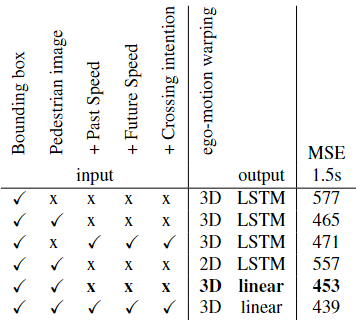 Bounding box
Pedestrian image
+ Past Speed
+ Future Speed
+ Crossing intention
ego-motion warping
MSE
input output 1.5s
✓ x x x x 3D LSTM 577
✓ ✓ x x x 3D LSTM 465
✓ x ✓ ✓ ✓ 3D LSTM 471
✓ ✓ x x x 2D LSTM 557
✓ ✓ x x x 3D linear 453
✓ ✓ ✓ ✓ ✓ 3D linear 439